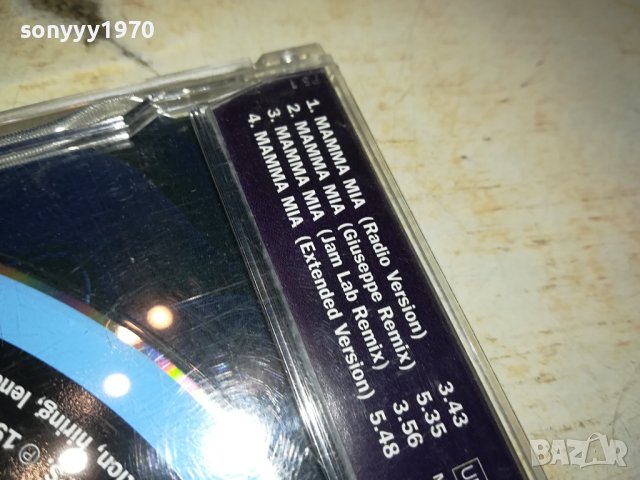 sonyyy1970
1. MAMMA MIA (Radio Version) 3.43
2. MAMMA MIA (Giuseppe Remix) 5.35
3. MAMMA MIA (Jam Lab Remix) 3.56
4. MAMMA MIA (Extended Version) 5.48
hiring,
BAZAR